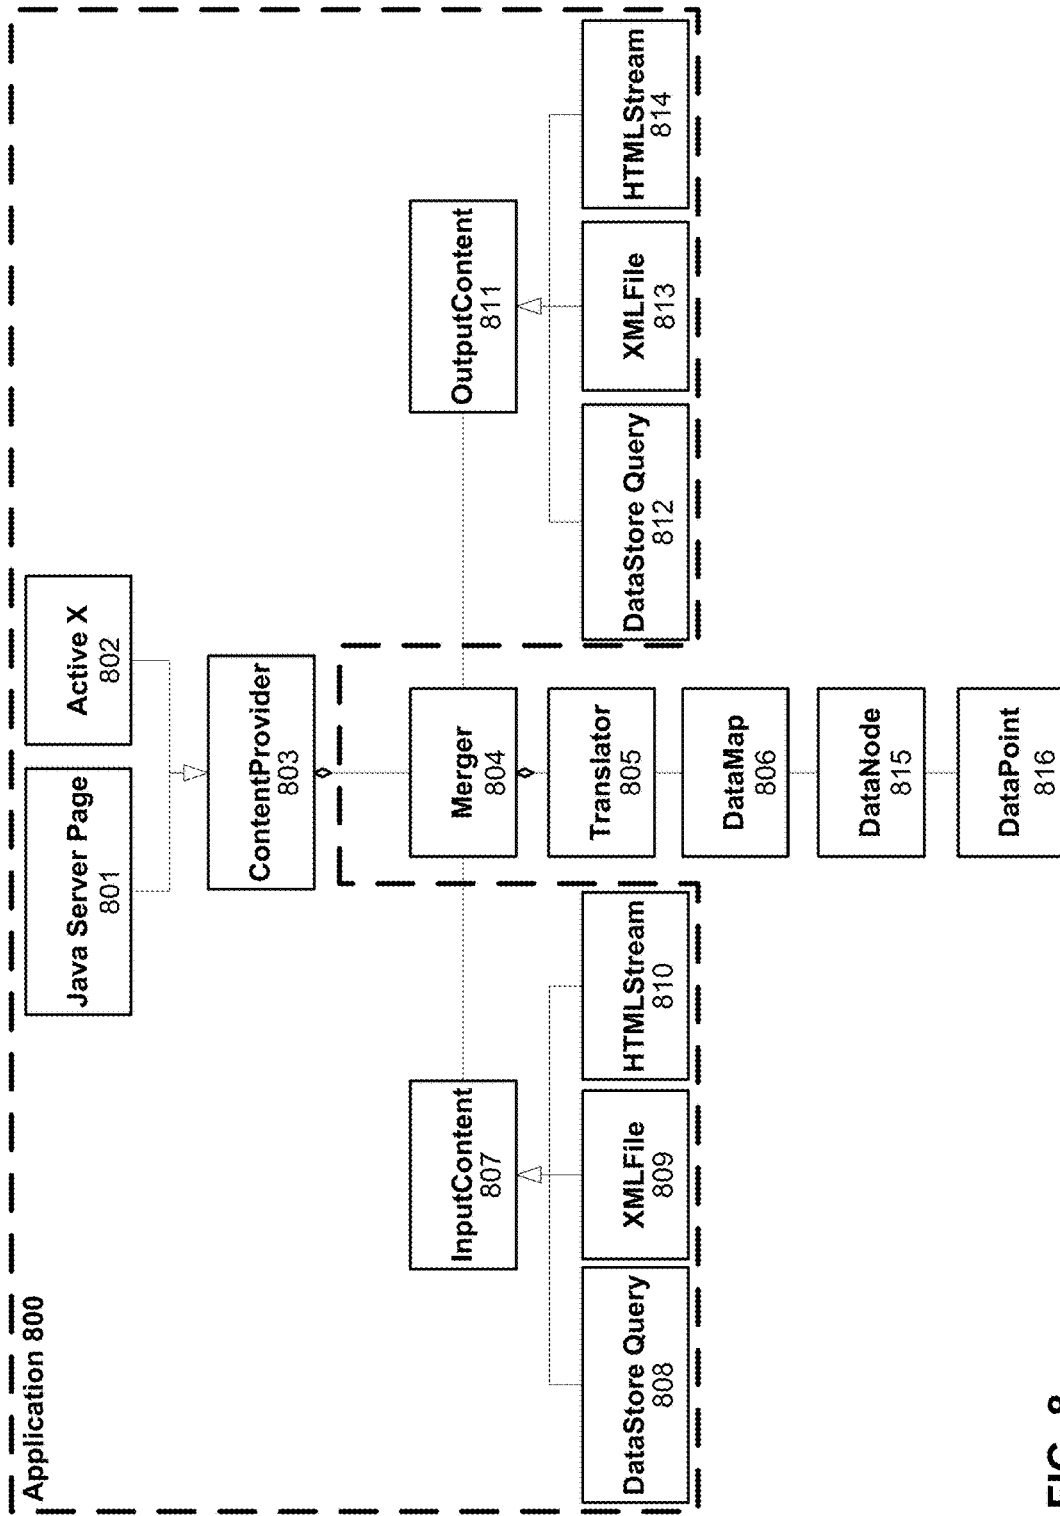 Application 800
Java Server Page
801
Active X
802
ContentProvider
803
InputContent
807
Merger
804
OutputContent
811
DataStore Query
808
XMLFile
809
HTMLStream
810
Translator
805
DataStore Query
812
XMLFile
813
HTMLStream
814
DataMap
806
DataNode
815
DataPoint
816
FIG. 8